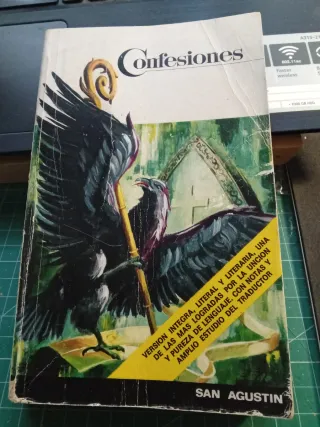 Confesiones
VERSION INTEGRA, LITERAL Y LITERARIA, UNA
DE LAS MAS LOGRADAS POR LA UNCION
Y PUREZA DE LENGUAJE, CON NOTAS Y
AMPLIO ESTUDIO DEL TRADUCTOR
SAN AGUSTIN